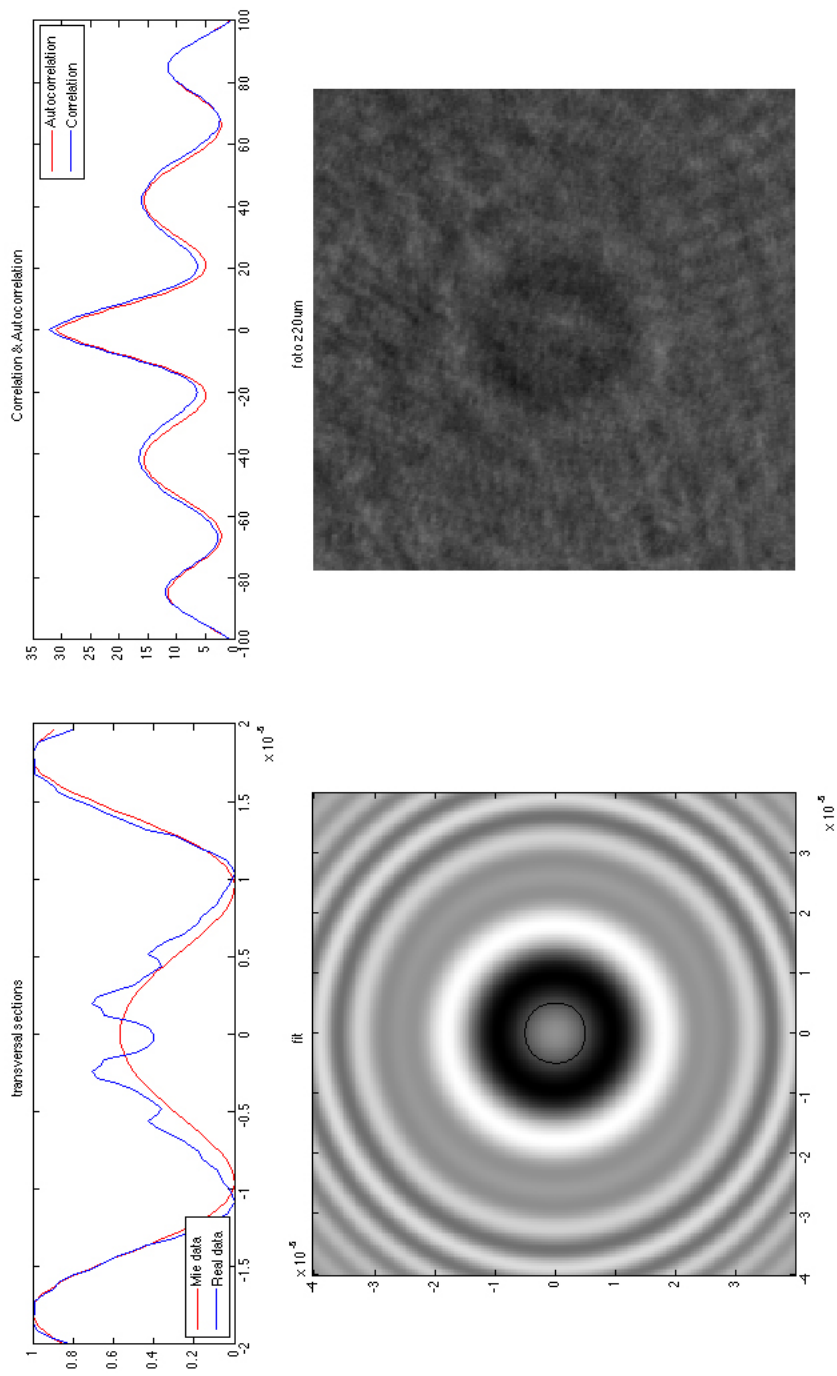 transversal sections
1
0.8
0.6
0.4
0.2
0
Mie data
Real data
-2 -1.5 -1 -0.5 0 0.5 1 1.5 2
x 10⁻⁵
Correlation & Autocorrelation
35
30
25
20
15
10
5
0
Autocorrelation
Correlation
-100 -80 -60 -40 -20 0 20 40 60 80 100
fit
x 10⁻⁵
-4
-3
-2
-1
0
1
2
3
-4 -3 -2 -1 0 1 2 3
x 10⁻⁵
foto z20um